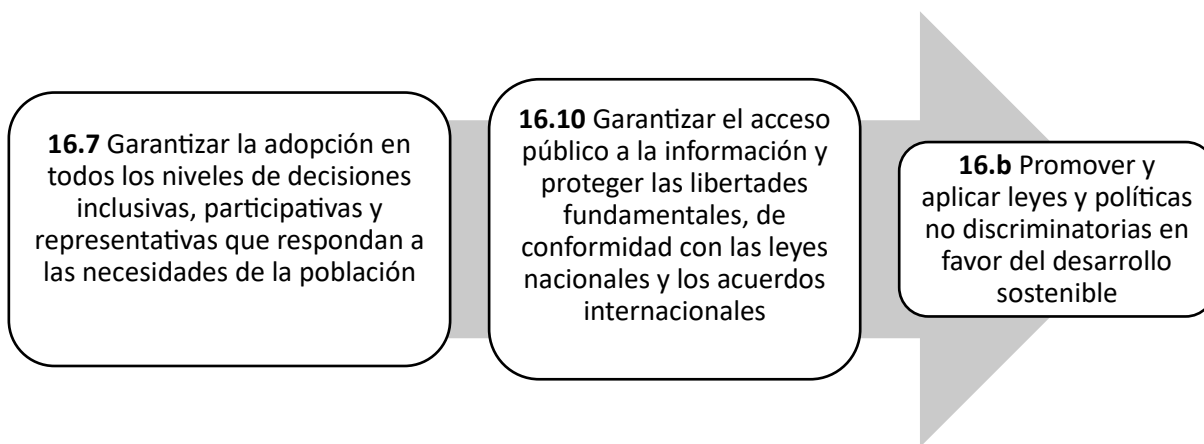 16.7 Garantizar la adopción en
todos los niveles de decisiones
inclusivas, participativas y
representativas que respondan a
las necesidades de la población
16.10 Garantizar el acceso
público a la información y
proteger las libertades
fundamentales, de
conformidad con las leyes
nacionales y los acuerdos
internacionales
16.b Promover y
aplicar leyes y políticas
no discriminatorias en
favor del desarrollo
sostenible